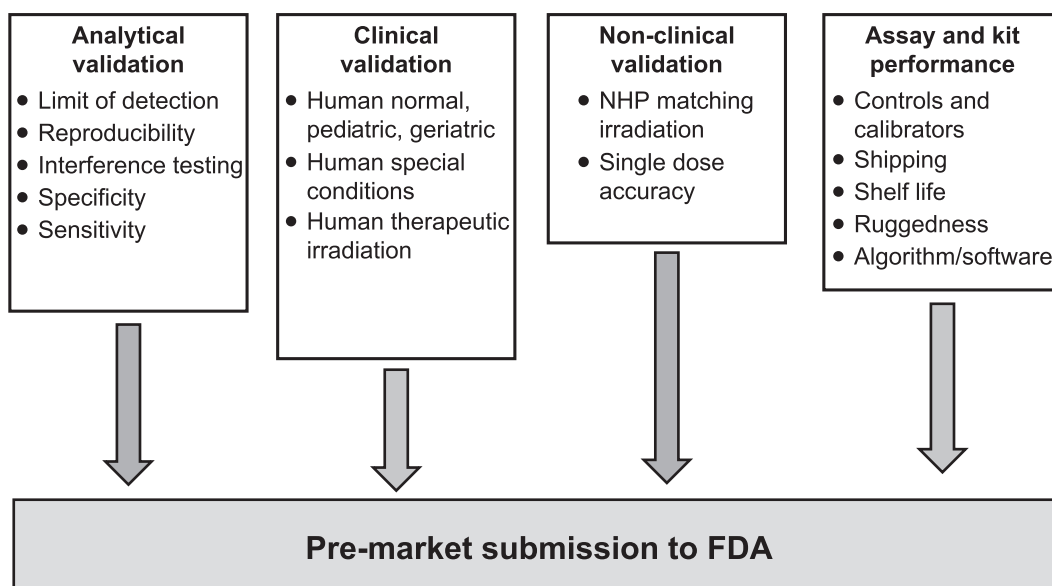 Analytical
validation
• Limit of detection
• Reproducibility
• Interference testing
• Specificity
• Sensitivity
Clinical
validation
• Human normal,
pediatric, geriatric
• Human special
conditions
• Human therapeutic
irradiation
Non-clinical
validation
• NHP matching
irradiation
• Single dose
accuracy
Assay and kit
performance
• Controls and
calibrators
• Shipping
• Shelf life
• Ruggedness
• Algorithm/software
Pre-market submission to FDA